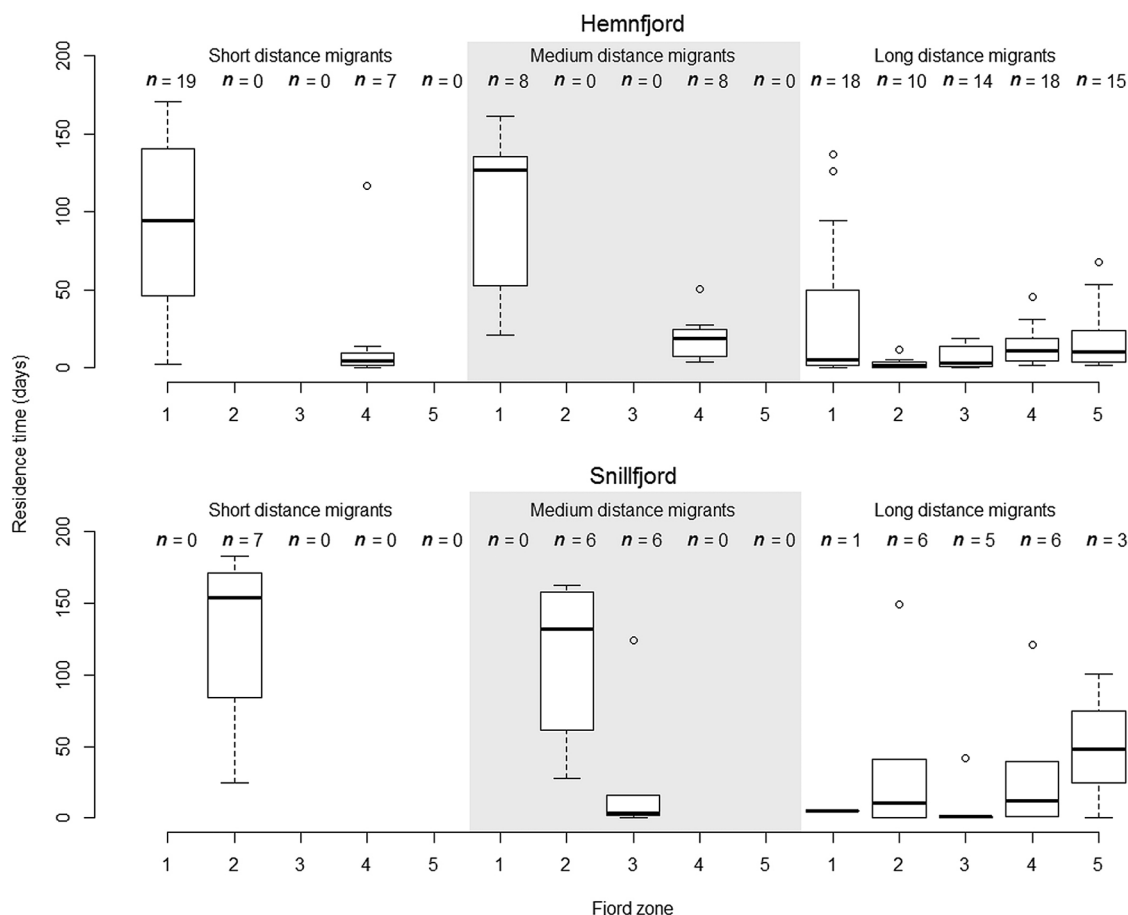 Hemnfjord
Short distance migrants Medium distance migrants Long distance migrants
n = 19 n = 0 n = 0 n = 7 n = 0 n = 8 n = 0 n = 0 n = 8 n = 0 n = 18 n = 10 n = 14 n = 18 n = 15
200
150
100
50
0
1 2 3 4 5 1 2 3 4 5 1 2 3 4 5
Residence time (days)
Snillfjord
Short distance migrants Medium distance migrants Long distance migrants
n = 0 n = 7 n = 0 n = 0 n = 0 n = 0 n = 6 n = 6 n = 0 n = 0 n = 1 n = 6 n = 5 n = 6 n = 3
200
150
100
50
0
1 2 3 4 5 1 2 3 4 5 1 2 3 4 5
Fjord zone